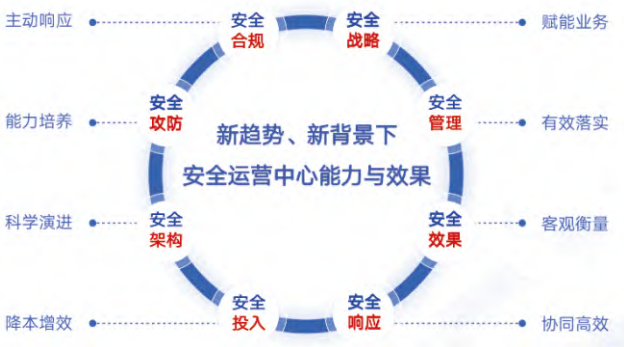 主动响应
安全
合规
安全
战略
赋能业务
能力培养
安全
攻防
安全
管理
有效落实
新趋势、新背景下
安全运营中心能力与效果
科学演进
安全
架构
安全
效果
客观衡量
降本增效
安全
投入
安全
响应
协同高效